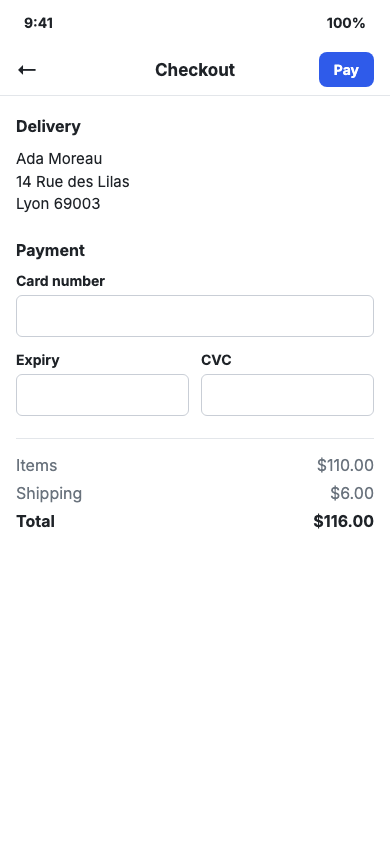 9:41 100%
← Checkout Pay
Delivery
Ada Moreau
14 Rue des Lilas
Lyon 69003
Payment
Card number
Expiry CVC
Items $110.00
Shipping $6.00
Total $116.00